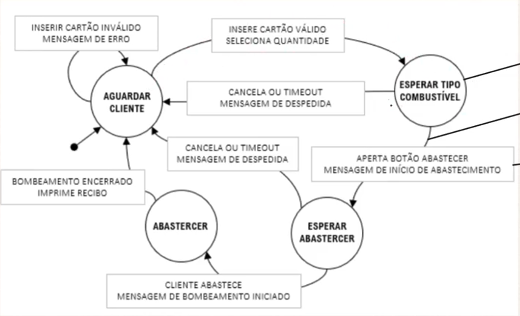 INSERIR CARTÃO INVÁLIDO
MENSAGEM DE ERRO
INSERE CARTÃO VÁLIDO
SELECIONA QUANTIDADE
AGUARDAR
CLIENTE
CANCELA OU TIMEOUT
MENSAGEM DE DESPEDIDA
ESPERAR TIPO
COMBUSTÍVEL
CANCELA OU TIMEOUT
MENSAGEM DE DESPEDIDA
APERTA BOTÃO ABASTECER
MENSAGEM DE INÍCIO DE ABASTECIMENTO
BOMBEAMENTO ENCERRADO
IMPRIME RECIBO
ABASTERCER
ESPERAR
ABASTERCER
CLIENTE ABASTECE
MENSAGEM DE BOMBEAMENTO INICIADO